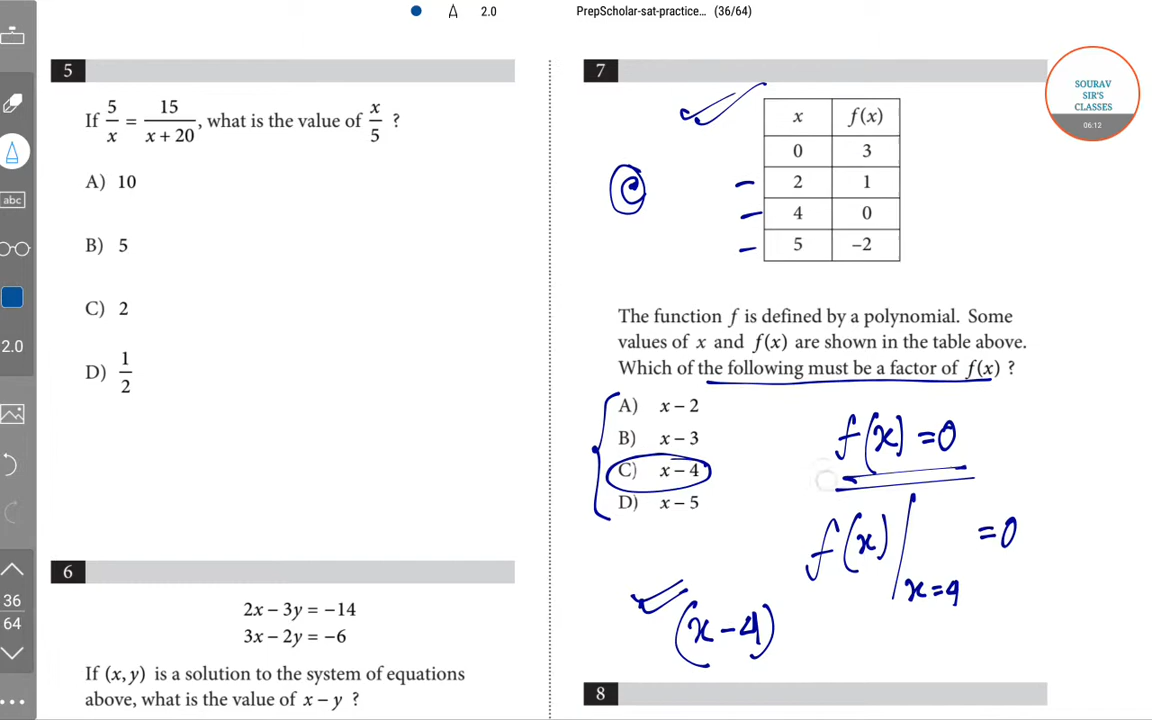 2.0
PrepScholar-sat-practice... (36/64)
SOURAV
SIR'S
CLASSES
06:12
abc
2.0
36
64
5
If 5/x = 15/(x + 20), what is the value of x/5 ?
A) 10
B) 5
C) 2
D) 1/2
6
2x − 3y = −14
3x − 2y = −6
If (x, y) is a solution to the system of equations
above, what is the value of x − y ?
7
x f(x)
0 3
2 1
4 0
5 −2
C
The function f is defined by a polynomial. Some
values of x and f(x) are shown in the table above.
Which of the following must be a factor of f(x) ?
A) x − 2
B) x − 3
C) x − 4
D) x − 5
f(x) = 0
f(x) | x = 4 = 0
(x − 4)
8